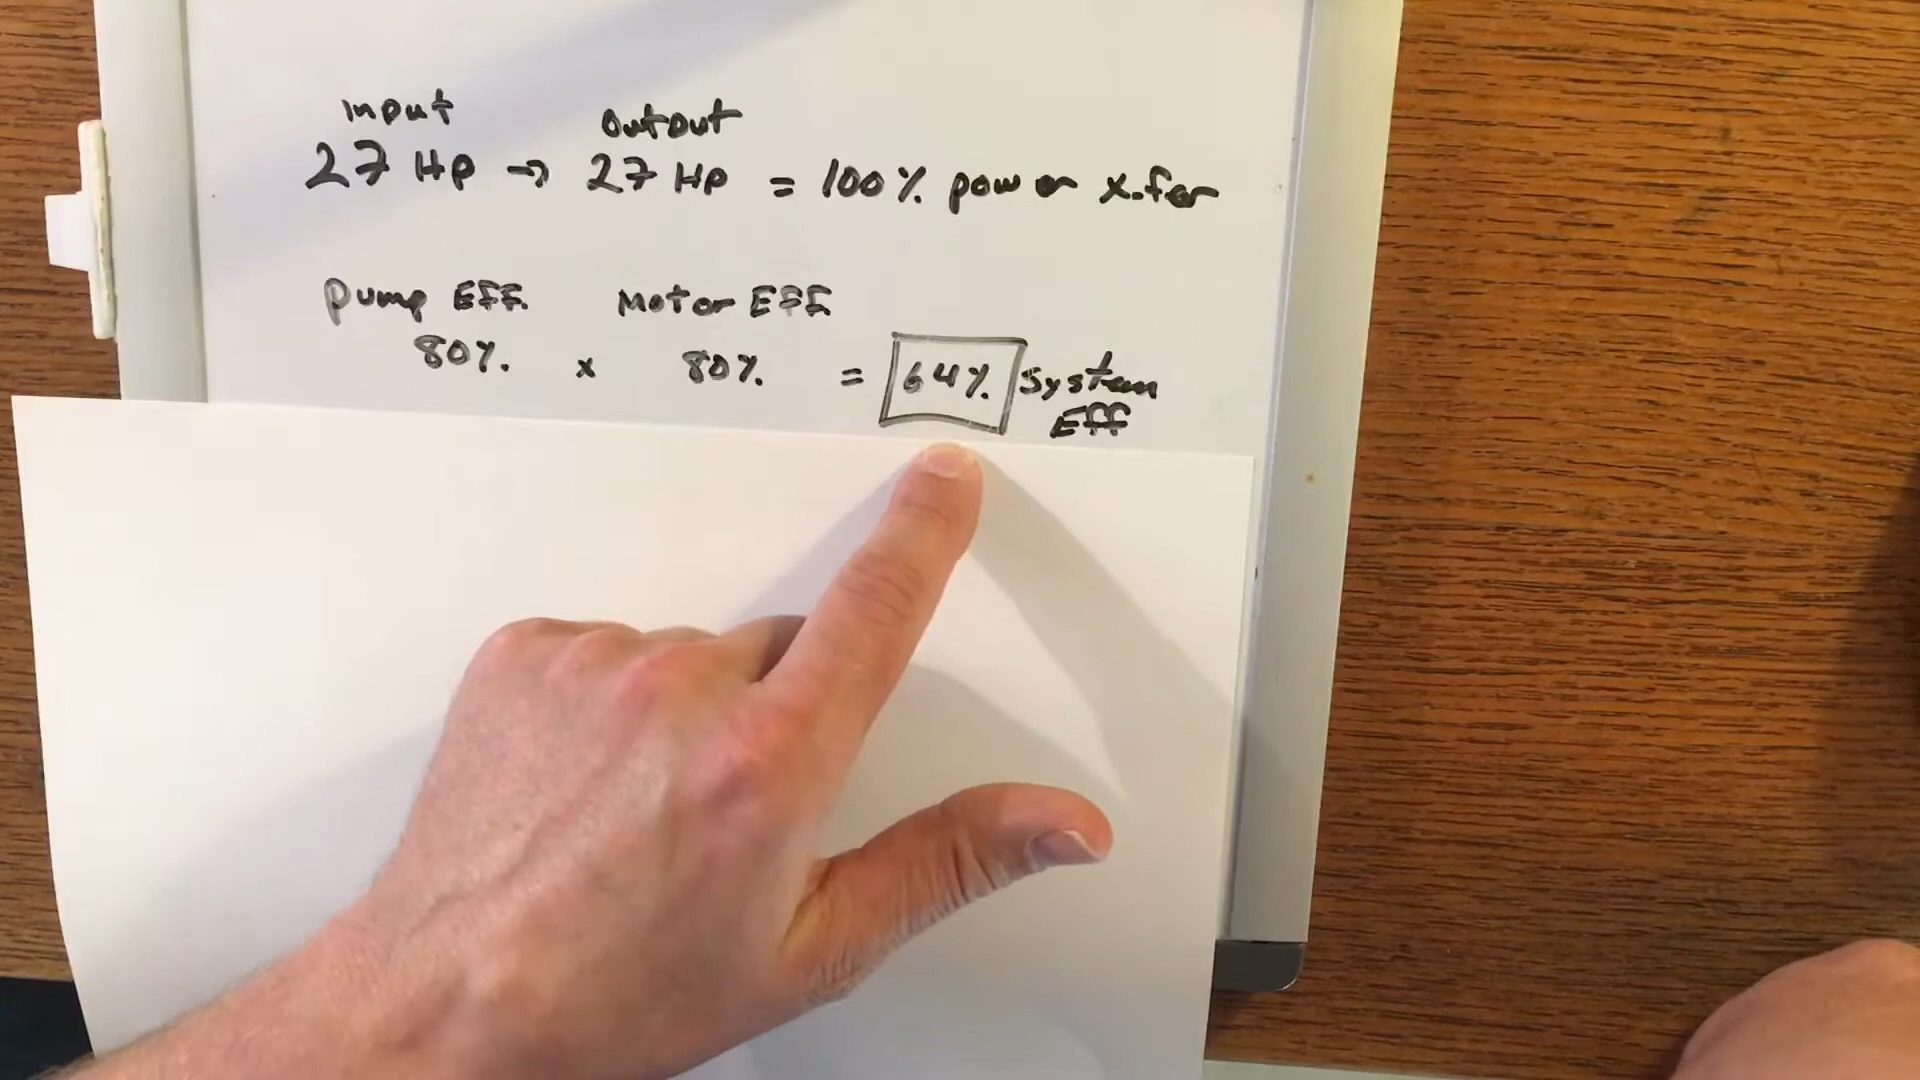 Input Output
27 HP → 27 HP = 100% power x.fer
Pump EFF. Motor EFF.
80% x 80% = 64% System
Eff